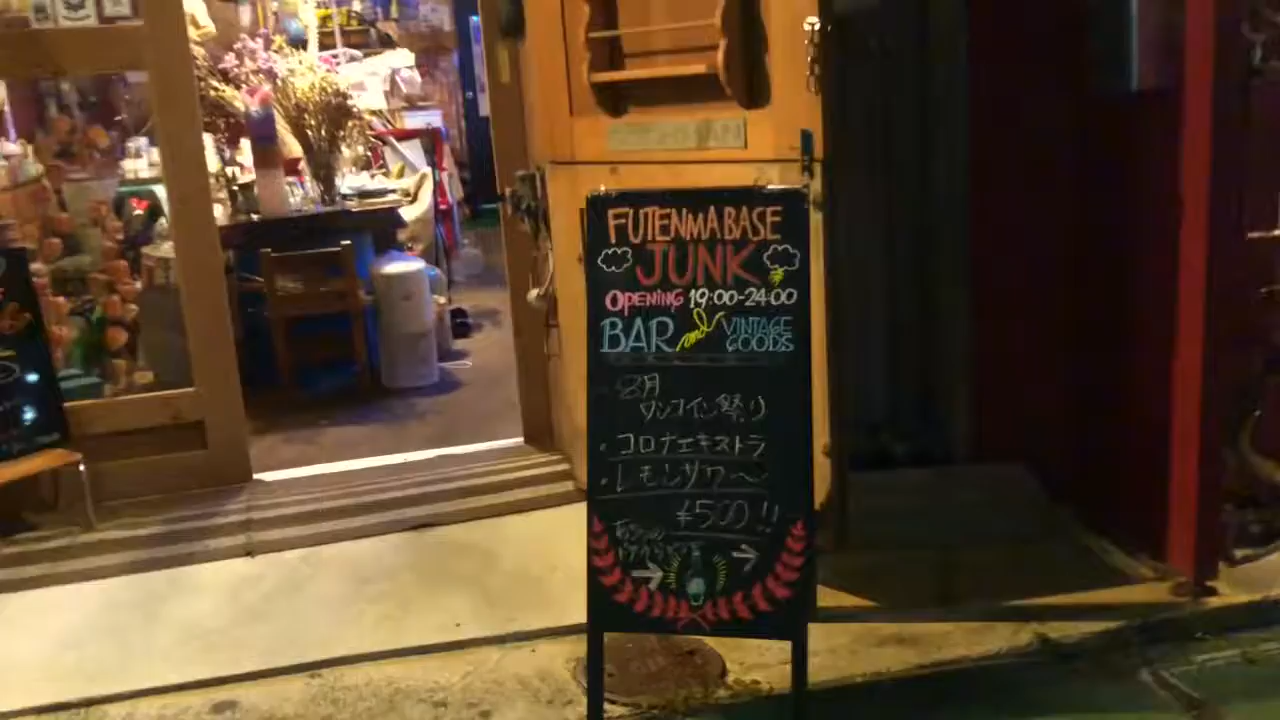 FUTENMA BASE
JUNK
OPENING 19:00-24:00
BAR and VINTAGE GOODS
8月
ワンコイン祭り
・コロナエキストラ
・レモンサワ〜
¥500!!